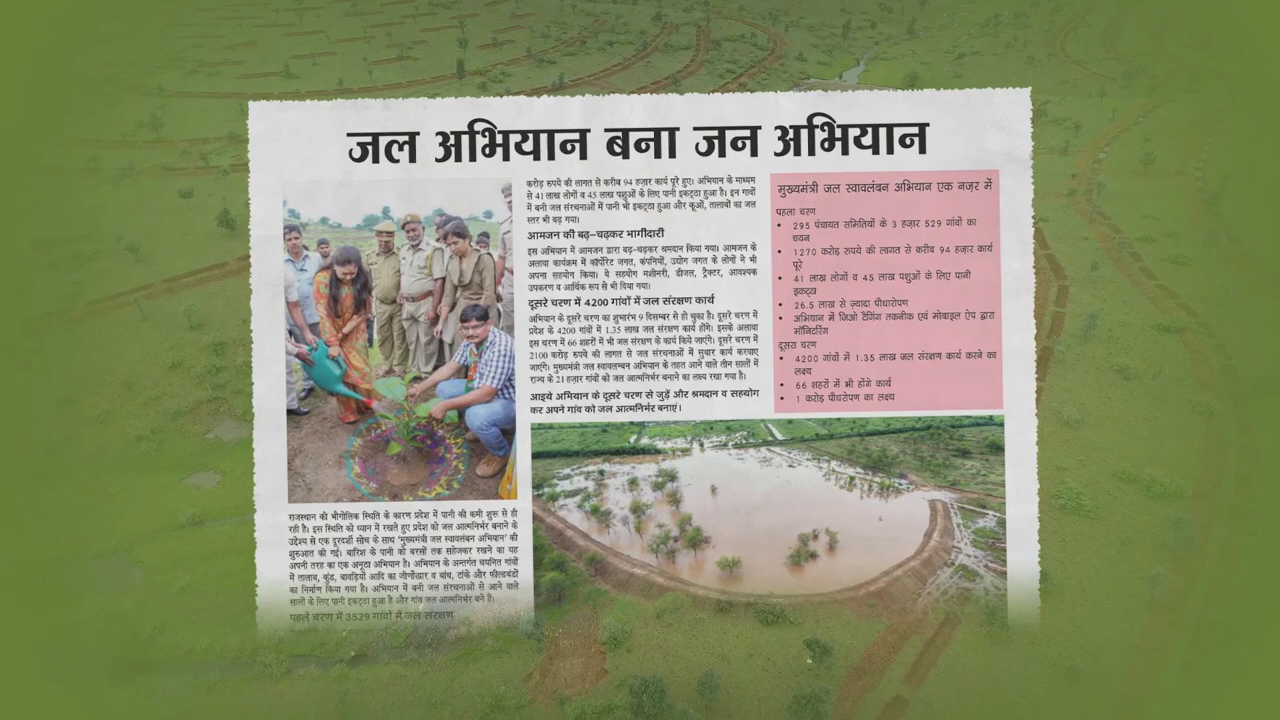 जल अभियान बना जन अभियान
राजस्थान की भौगोलिक स्थिति के कारण प्रदेश में पानी की कमी शुरू से ही
रही है। इस स्थिति को ध्यान में रखते हुए प्रदेश को जल आत्मनिर्भर बनाने के
उद्देश्य से एक दूरदर्शी सोच के साथ 'मुख्यमंत्री जल स्वावलंबन अभियान' की
शुरुआत की गई। बारिश के पानी को बरसों तक सहेजकर रखने का यह
अपनी तरह का एक अनूठा अभियान है। अभियान के अन्तर्गत चयनित गांवों
में तालाब, कुंड, बावड़ियों आदि का जीर्णोद्धार व बांध, टांके और फील्डबंडों
का निर्माण किया गया है। अभियान में बनी जल संरचनाओं से आने वाले
सालों के लिए पानी इकट्ठा हुआ है और गांव जल आत्मनिर्भर बने हैं।
पहले चरण में 3529 गांवों में जल संरक्षण
करोड़ रुपये की लागत से करीब 94 हज़ार कार्य पूरे हुए। अभियान के माध्यम
से 41 लाख लोगों व 45 लाख पशुओं के लिए पानी इकट्ठा हुआ है। इन गावों
में बनी जल संरचनाओं में पानी भी इकट्ठा हुआ और कूओं, तालाबों का जल
स्तर भी बढ़ गया।
आमजन की बढ़-चढ़कर भागीदारी
इस अभियान में आमजन द्वारा बढ़-चढ़कर श्रमदान किया गया। आमजन के
अलावा कार्यक्रम में कॉर्पोरेट जगत, कंपनियों, उद्योग जगत के लोगों ने भी
अपना सहयोग किया। ये सहयोग मशीनरी, डीजल, ट्रैक्टर, आवश्यक
उपकरण व आर्थिक रूप से भी दिया गया।
दूसरे चरण में 4200 गांवों में जल संरक्षण कार्य
अभियान के दूसरे चरण का शुभारंभ 9 दिसम्बर से हो चुका है। दूसरे चरण में
प्रदेश के 4200 गांवों में 1.35 लाख जल संरक्षण कार्य होंगे। इसके अलावा
इस चरण में 66 शहरों में भी जल संरक्षण के कार्य किये जाएंगे। दूसरे चरण में
2100 करोड़ रुपये की लागत से जल संरचनाओं में सुधार कार्य करवाए
जाएंगे। मुख्यमंत्री जल स्वावलम्बन अभियान के तहत आने वाले तीन सालों में
राज्य के 21 हज़ार गांवों को जल आत्मनिर्भर बनाने का लक्ष्य रखा गया है।
आइये अभियान के दूसरे चरण से जुड़ें और श्रमदान व सहयोग
कर अपने गांव को जल आत्मनिर्भर बनाएं।
मुख्यमंत्री जल स्वावलंबन अभियान एक नज़र में
पहला चरण
• 295 पंचायत समितियों के 3 हज़ार 529 गांवों का
चयन
• 1270 करोड़ रुपये की लागत से करीब 94 हज़ार कार्य
पूरे
• 41 लाख लोगों व 45 लाख पशुओं के लिए पानी
इकट्ठा
• 26.5 लाख से ज़्यादा पौधारोपण
• अभियान में जिओ टैगिंग तकनीक एवं मोबाइल ऐप द्वारा
मॉनिटरिंग
दूसरा चरण
• 4200 गांवों में 1.35 लाख जल संरक्षण कार्य करने का
लक्ष्य
• 66 शहरों में भी होंगे कार्य
• 1 करोड़ पौधरोपण का लक्ष्य